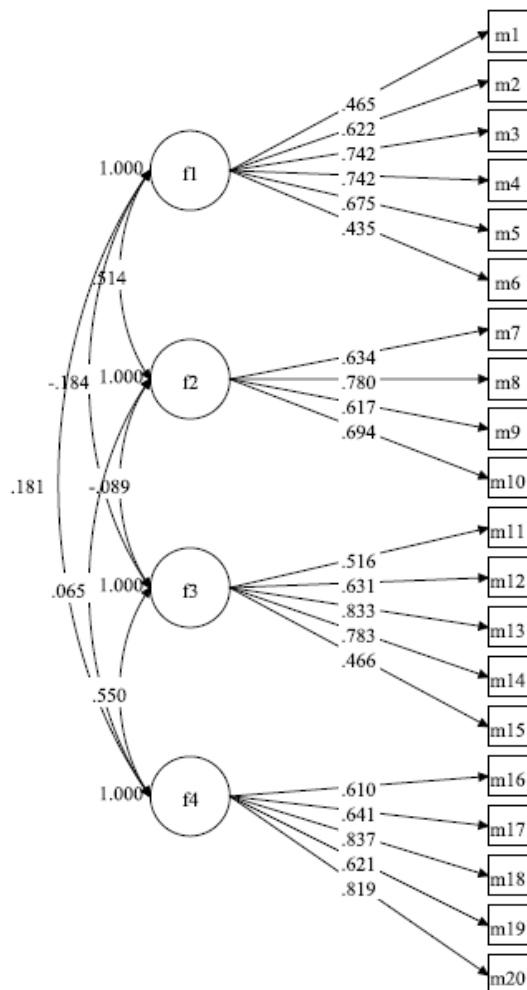 m1
m2
.465
.622
m3
.742
1.000
f1
.742
m4
.675
m5
.435
m6
.514
m7
.634
-.184
1.000
f2
.780
m8
.617
m9
.694
m10
.181
-.089
m11
.516
.631
m12
.065
1.000
f3
.833
m13
.783
m14
.466
.550
m15
m16
.610
1.000
f4
.641
m17
.837
m18
.621
.819
m19
m20